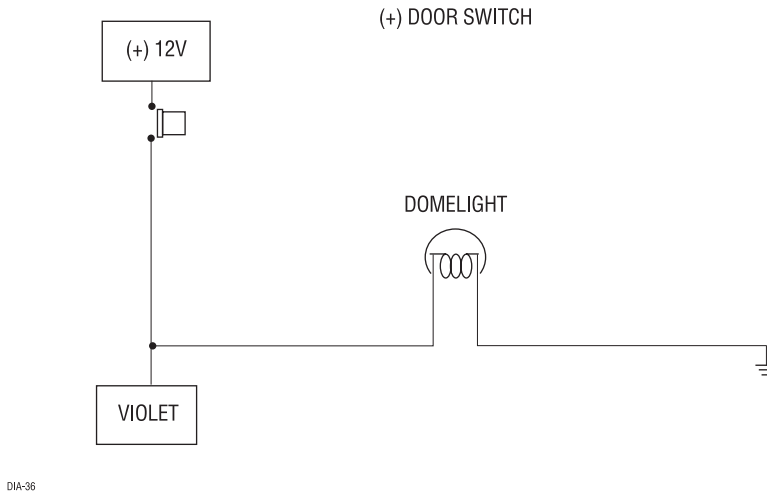 (+) DOOR SWITCH
(+) 12V
DOMELIGHT
VIOLET
DIA-36